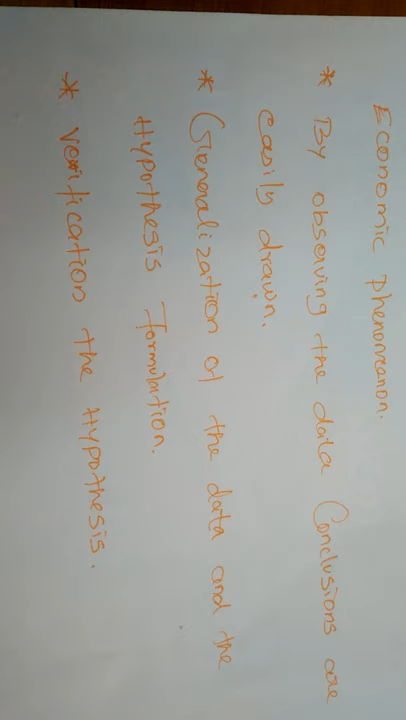 Economic phenomeanon.
* By observing the data Conclusions are
easily drawn.
* Generalization of the data and the
Hypothesis Formulation.
* Verification the Hypothesis.